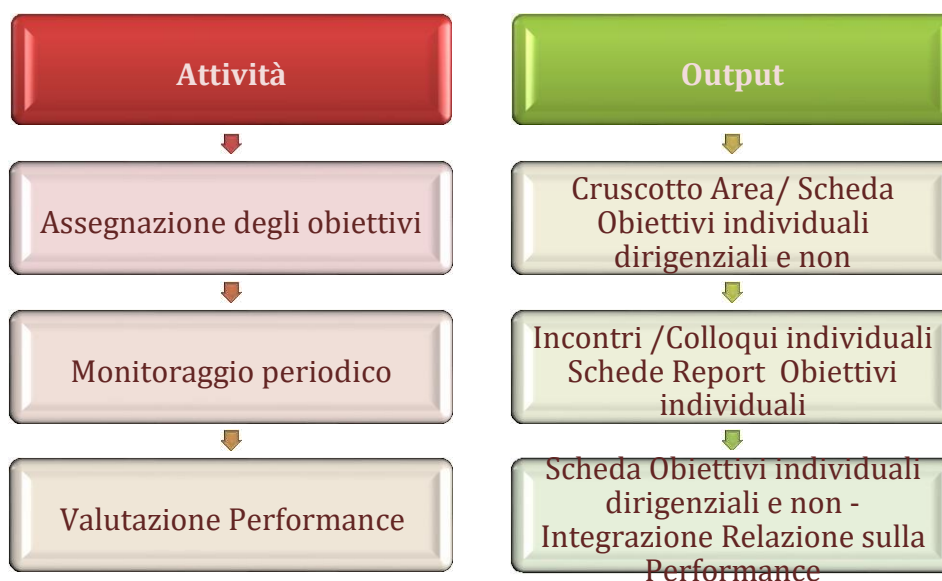 Attività
Assegnazione degli obiettivi
Monitoraggio periodico
Valutazione Performance
Output
Cruscotto Area/ Scheda
Obiettivi individuali
dirigenziali e non
Incontri /Colloqui individuali
Schede Report Obiettivi
individuali
Scheda Obiettivi individuali
dirigenziali e non -
Integrazione Relazione sulla
Performance